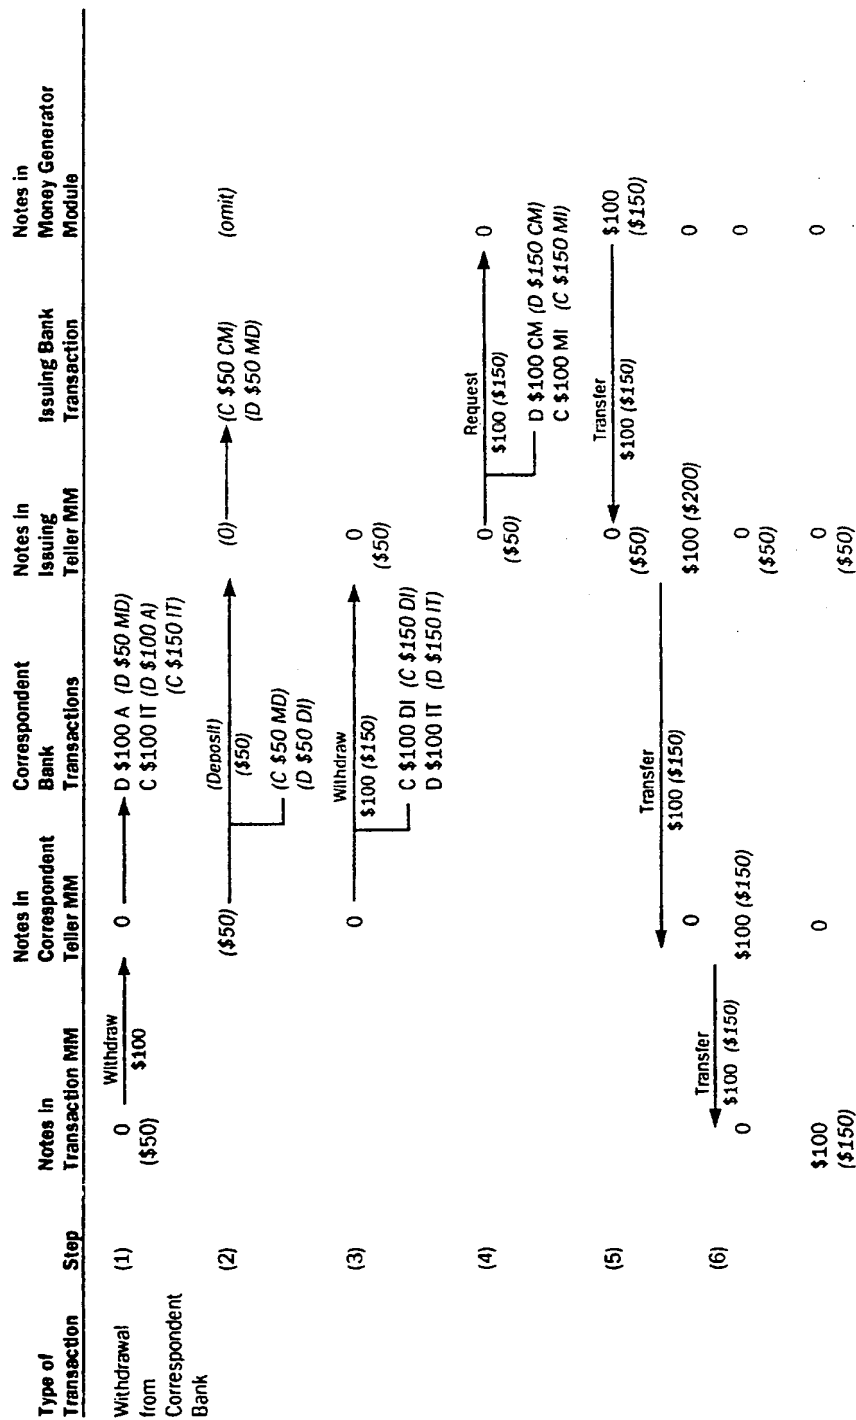 Type of Transaction
Step
Notes In Transaction MM
Notes In Correspondent Teller MM
Correspondent Bank Transactions
Notes In Issuing Teller MM
Issuing Bank Transaction
Notes in Money Generator Module
Withdrawal from Correspondent Bank
(1)
0
($50)
Withdraw
$100
0
D $100 A (D $50 MD)
C $100 IT (D $100 A)
(C $150 IT)
(2)
($50)
(Deposit)
($50)
(C $50 MD)
(D $50 DI)
(0)
(C $50 CM)
(D $50 MD)
(omit)
(3)
0
Withdraw
$100 ($150)
C $100 DI (C $150 DI)
D $100 IT (D $150 IT)
0
($50)
(4)
0
($50)
Request
$100 ($150)
D $100 CM (D $150 CM)
C $100 MI (C $150 MI)
0
(5)
0
($50)
Transfer
$100 ($150)
$100
($150)
Transfer
$100 ($150)
0
$100 ($200)
0
(6)
Transfer
$100 ($150)
0
$100 ($150)
0
($50)
0
$100
($150)
0
0
($50)
0